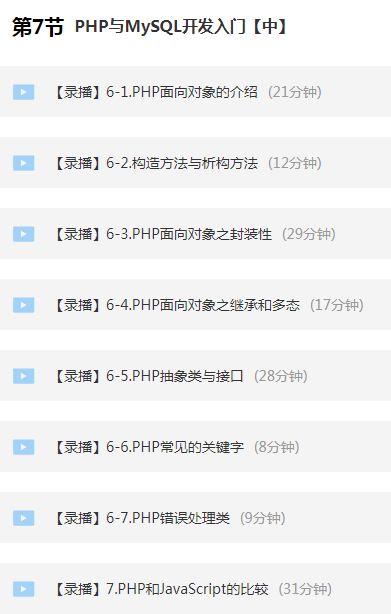 第7节 PHP与MySQL开发入门【中】
【录播】6-1.PHP面向对象的介绍 (21分钟)
【录播】6-2.构造方法与析构方法 (12分钟)
【录播】6-3.PHP面向对象之封装性 (29分钟)
【录播】6-4.PHP面向对象之继承和多态 (17分钟)
【录播】6-5.PHP抽象类与接口 (28分钟)
【录播】6-6.PHP常见的关键字 (8分钟)
【录播】6-7.PHP错误处理类 (9分钟)
【录播】7.PHP和JavaScript的比较 (31分钟)